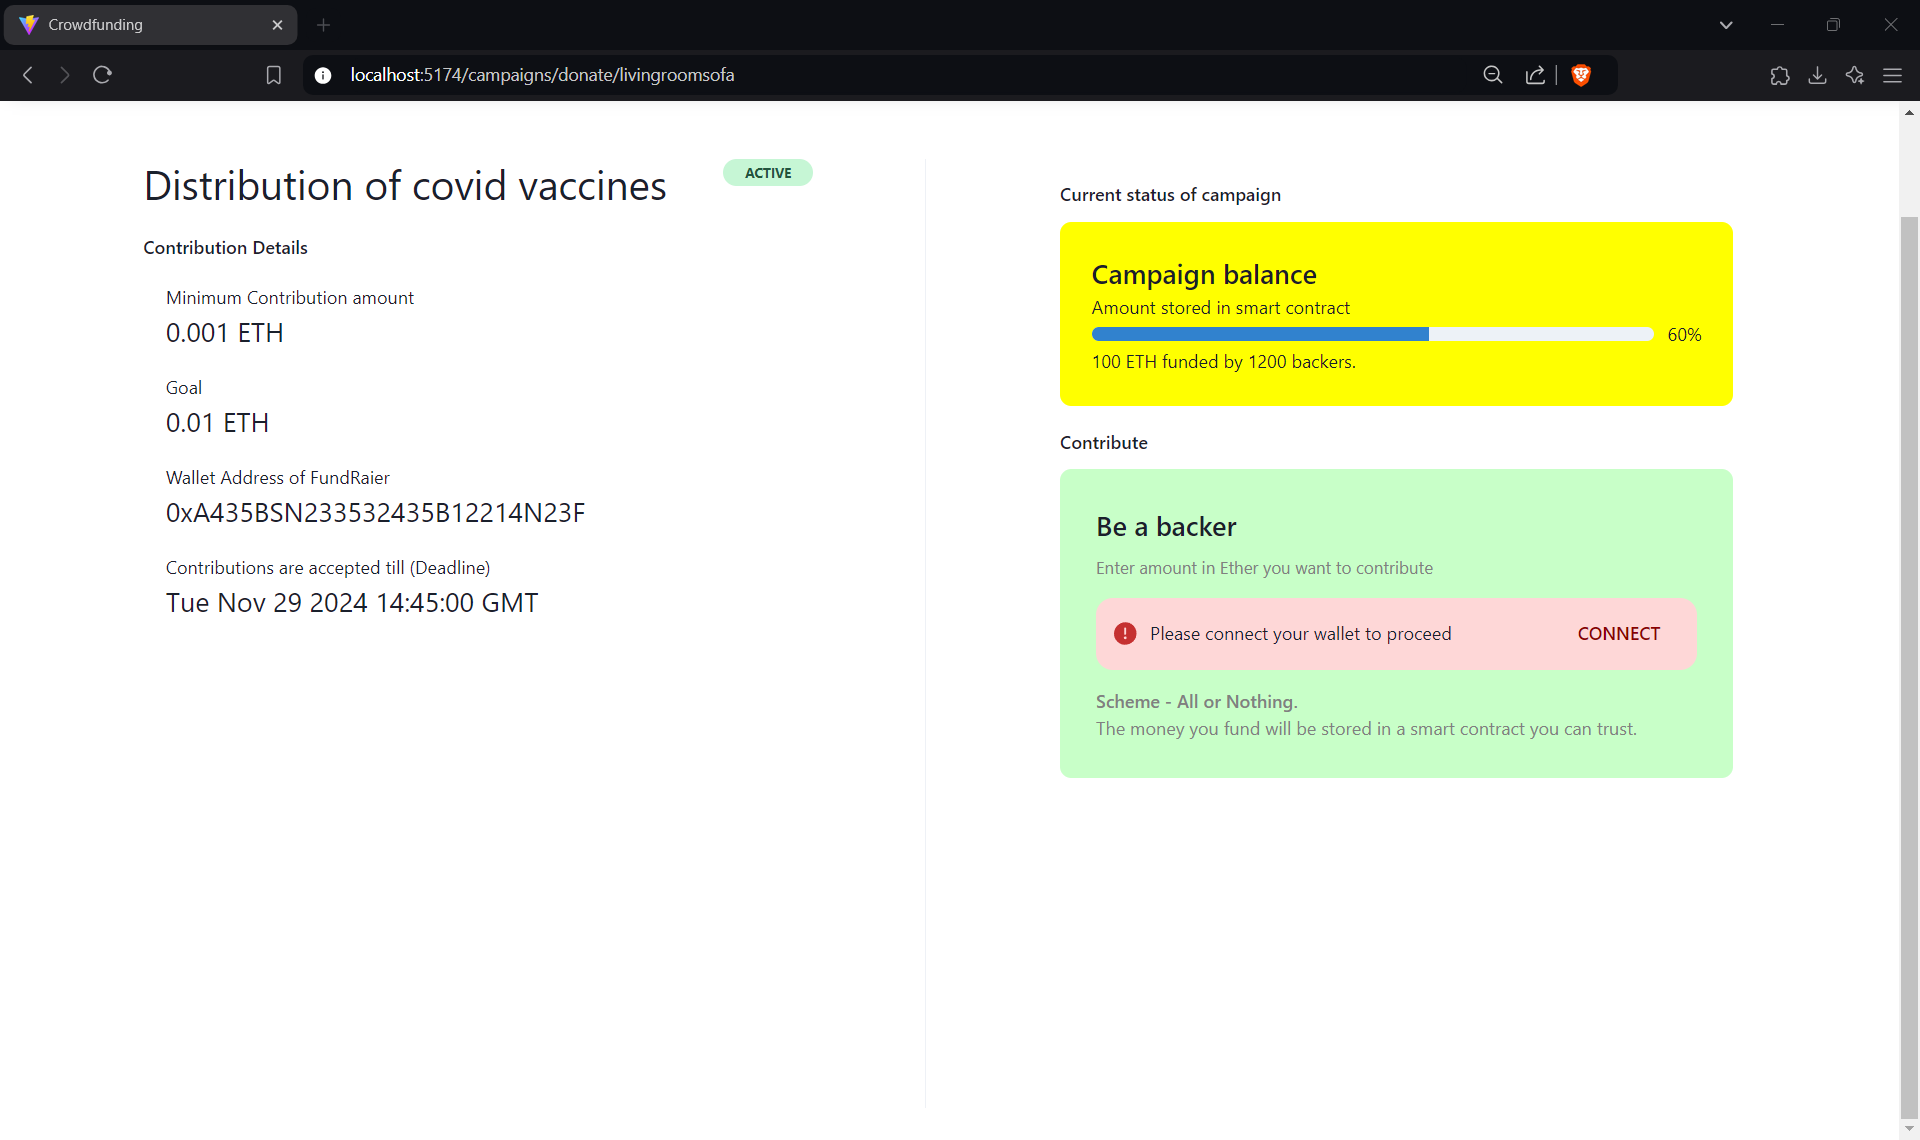 Crowdfunding
localhost:5174/campaigns/donate/livingroomsofa
Distribution of covid vaccines
ACTIVE
Contribution Details
Minimum Contribution amount
0.001 ETH
Goal
0.01 ETH
Wallet Address of FundRaier
0xA435BSN233532435B12214N23F
Contributions are accepted till (Deadline)
Tue Nov 29 2024 14:45:00 GMT
Current status of campaign
Campaign balance
Amount stored in smart contract
60%
100 ETH funded by 1200 backers.
Contribute
Be a backer
Enter amount in Ether you want to contribute
Please connect your wallet to proceed
CONNECT
Scheme - All or Nothing.
The money you fund will be stored in a smart contract you can trust.